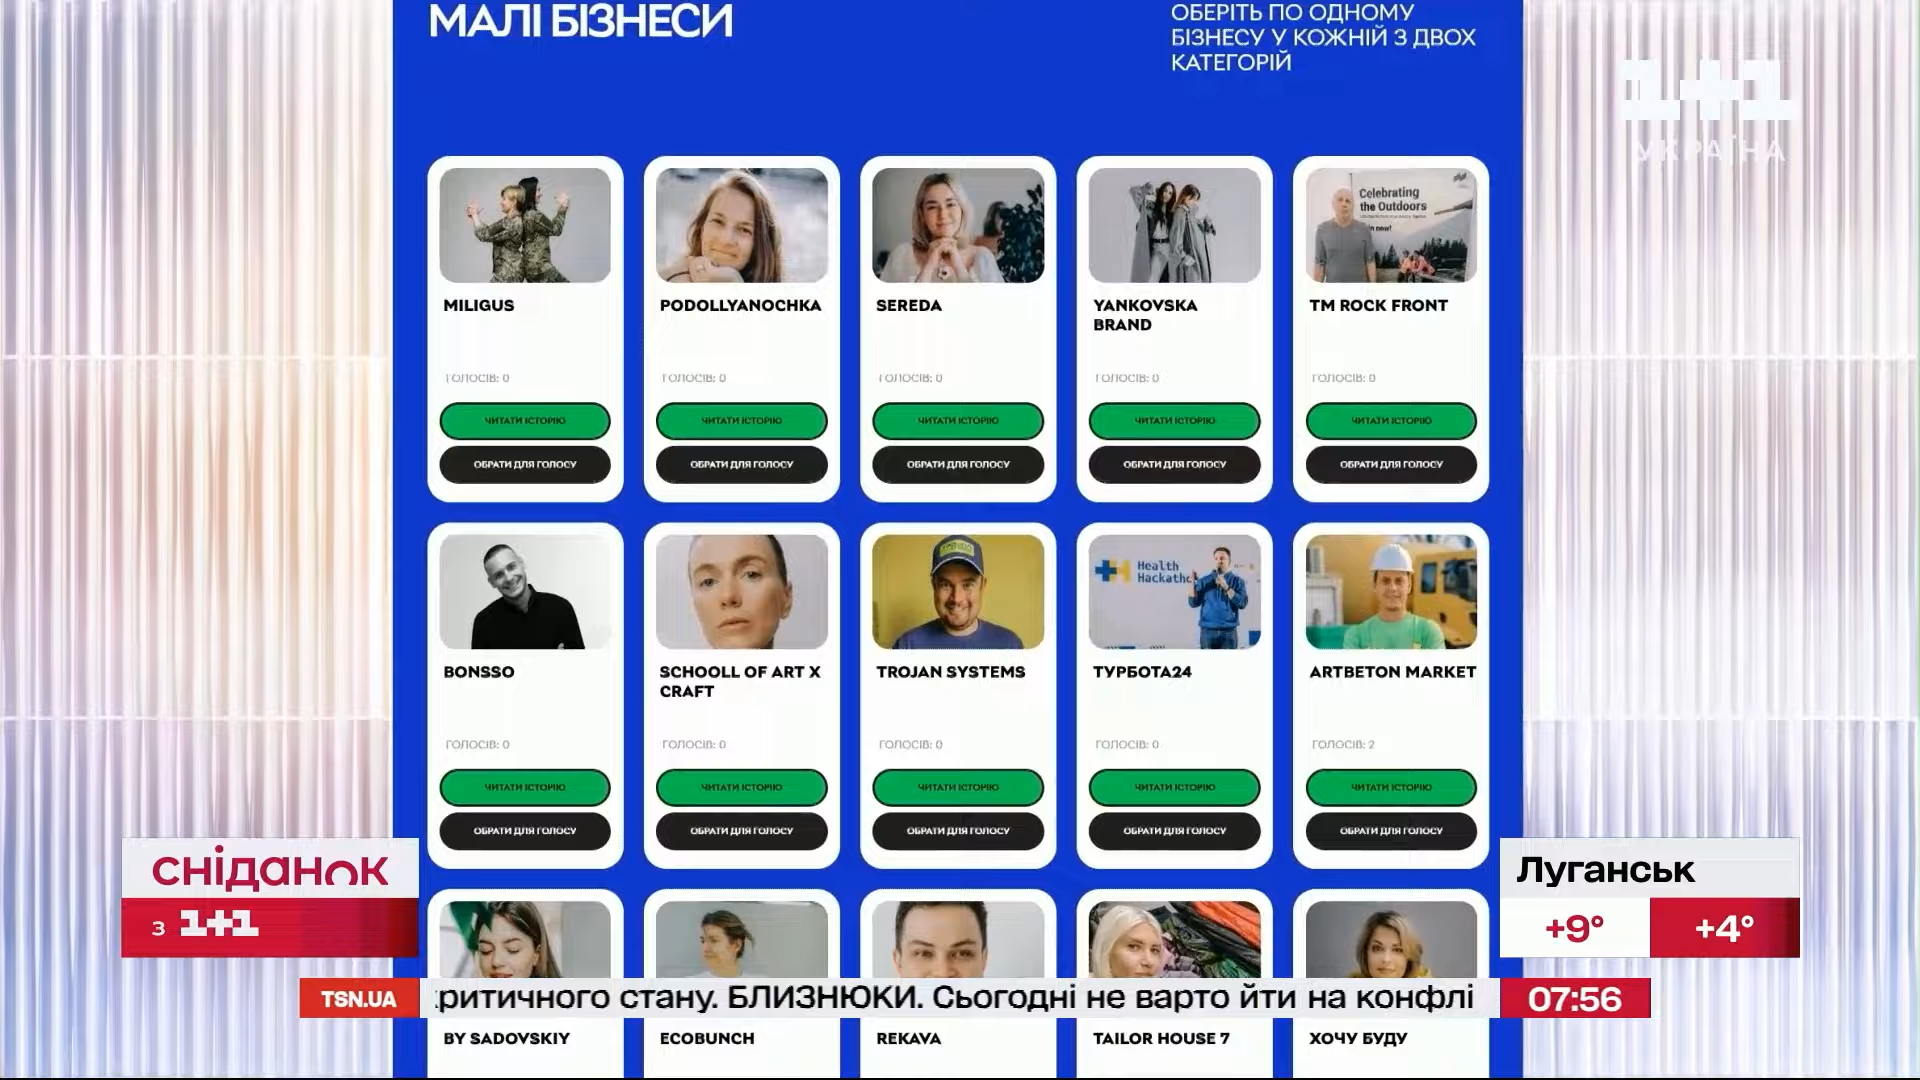 МАЛІ БІЗНЕСИ
ОБЕРІТЬ ПО ОДНОМУ
БІЗНЕСУ У КОЖНІЙ З ДВОХ
КАТЕГОРІЙ
1+1
УКРАЇНА
Celebrating
the Outdoors
MILIGUS
PODOLLYANOCHKA
SEREDA
YANKOVSKA
BRAND
TM ROCK FRONT
ГОЛОСІВ: 0
ГОЛОСІВ: 0
ГОЛОСІВ: 0
ГОЛОСІВ: 0
ГОЛОСІВ: 0
ЧИТАТИ ІСТОРІЮ
ЧИТАТИ ІСТОРІЮ
ЧИТАТИ ІСТОРІЮ
ЧИТАТИ ІСТОРІЮ
ЧИТАТИ ІСТОРІЮ
ОБРАТИ ДЛЯ ГОЛОСУ
ОБРАТИ ДЛЯ ГОЛОСУ
ОБРАТИ ДЛЯ ГОЛОСУ
ОБРАТИ ДЛЯ ГОЛОСУ
ОБРАТИ ДЛЯ ГОЛОСУ
Health
Hackatho
BONSSO
SCHOOLL OF ART X
CRAFT
TROJAN SYSTEMS
ТУРБОТА24
ARTBETON MARKET
ГОЛОСІВ: 0
ГОЛОСІВ: 0
ГОЛОСІВ: 0
ГОЛОСІВ: 0
ГОЛОСІВ: 2
ЧИТАТИ ІСТОРІЮ
ЧИТАТИ ІСТОРІЮ
ЧИТАТИ ІСТОРІЮ
ЧИТАТИ ІСТОРІЮ
ЧИТАТИ ІСТОРІЮ
ОБРАТИ ДЛЯ ГОЛОСУ
ОБРАТИ ДЛЯ ГОЛОСУ
ОБРАТИ ДЛЯ ГОЛОСУ
ОБРАТИ ДЛЯ ГОЛОСУ
ОБРАТИ ДЛЯ ГОЛОСУ
сніданок
з 1+1
Луганськ
+9° +4°
TSN.UA
критичного стану. БЛИЗНЮКИ. Сьогодні не варто йти на конфлі
07:56
BY SADOVSKIY
ECOBUNCH
REKAVA
TAILOR HOUSE 7
ХОЧУ БУДУ